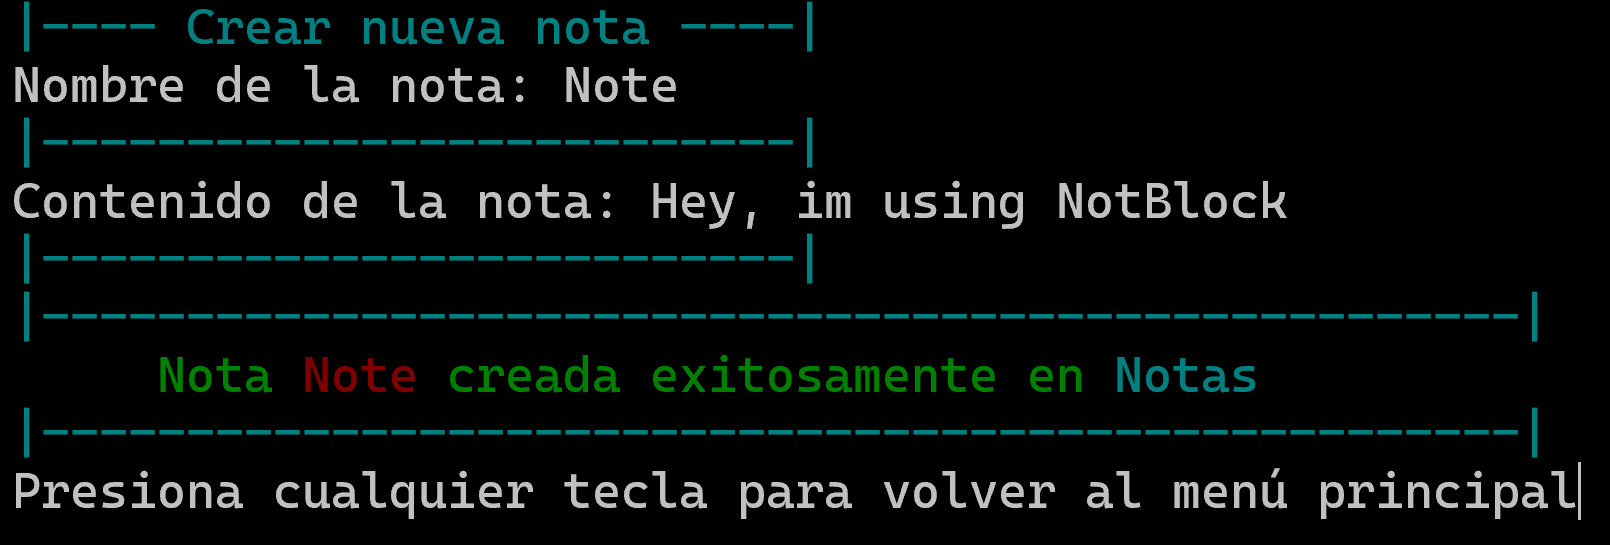 |---- Crear nueva nota ----|
Nombre de la nota: Note
|--------------------------|
Contenido de la nota: Hey, im using NotBlock
|--------------------------|
|---------------------------------------------------|
Nota Note creada exitosamente en Notas
|---------------------------------------------------|
Presiona cualquier tecla para volver al menú principal